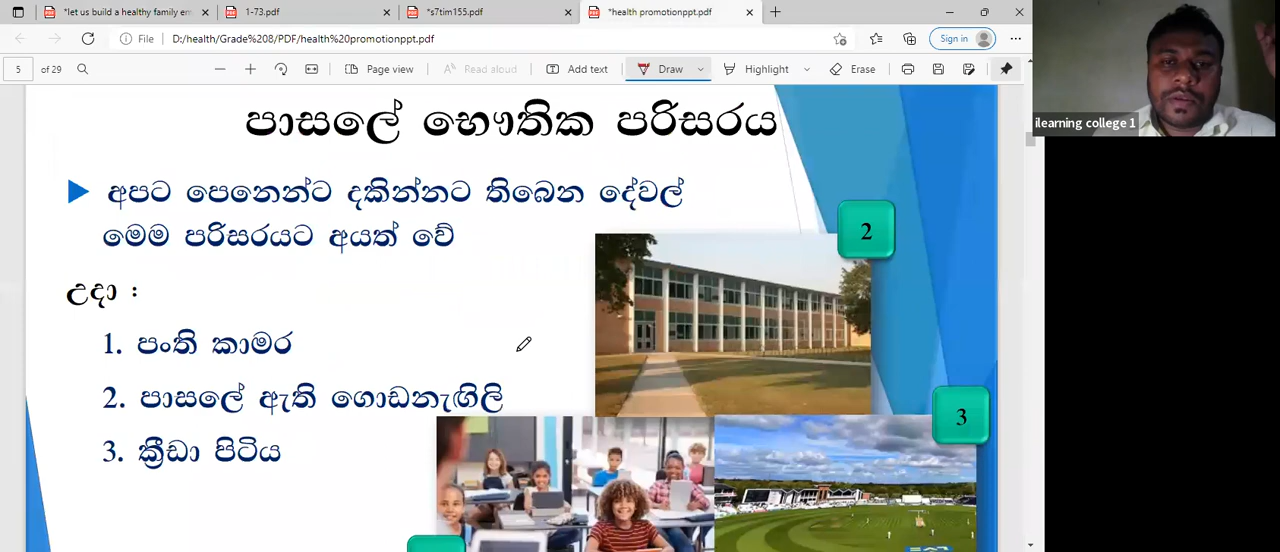 *let us build a healthy family em
1-73.pdf
*s7tim155.pdf
*health promotionppt.pdf
File
D:/health/Grade%208/PDF/health%20promotionppt.pdf
Sign in
5 of 29
Page view
Read aloud
Add text
Draw
Highlight
Erase
ilearning college 1
පාසලේ භෞතික පරිසරය
අපට පෙනෙන්ට දකින්නට තිබෙන දේවල්
මෙම පරිසරයට අයත් වේ
2
උදා :
1. පංති කාමර
2. පාසලේ ඇති ගොඩනැඟිලි
3. ක්‍රීඩා පිටිය
3